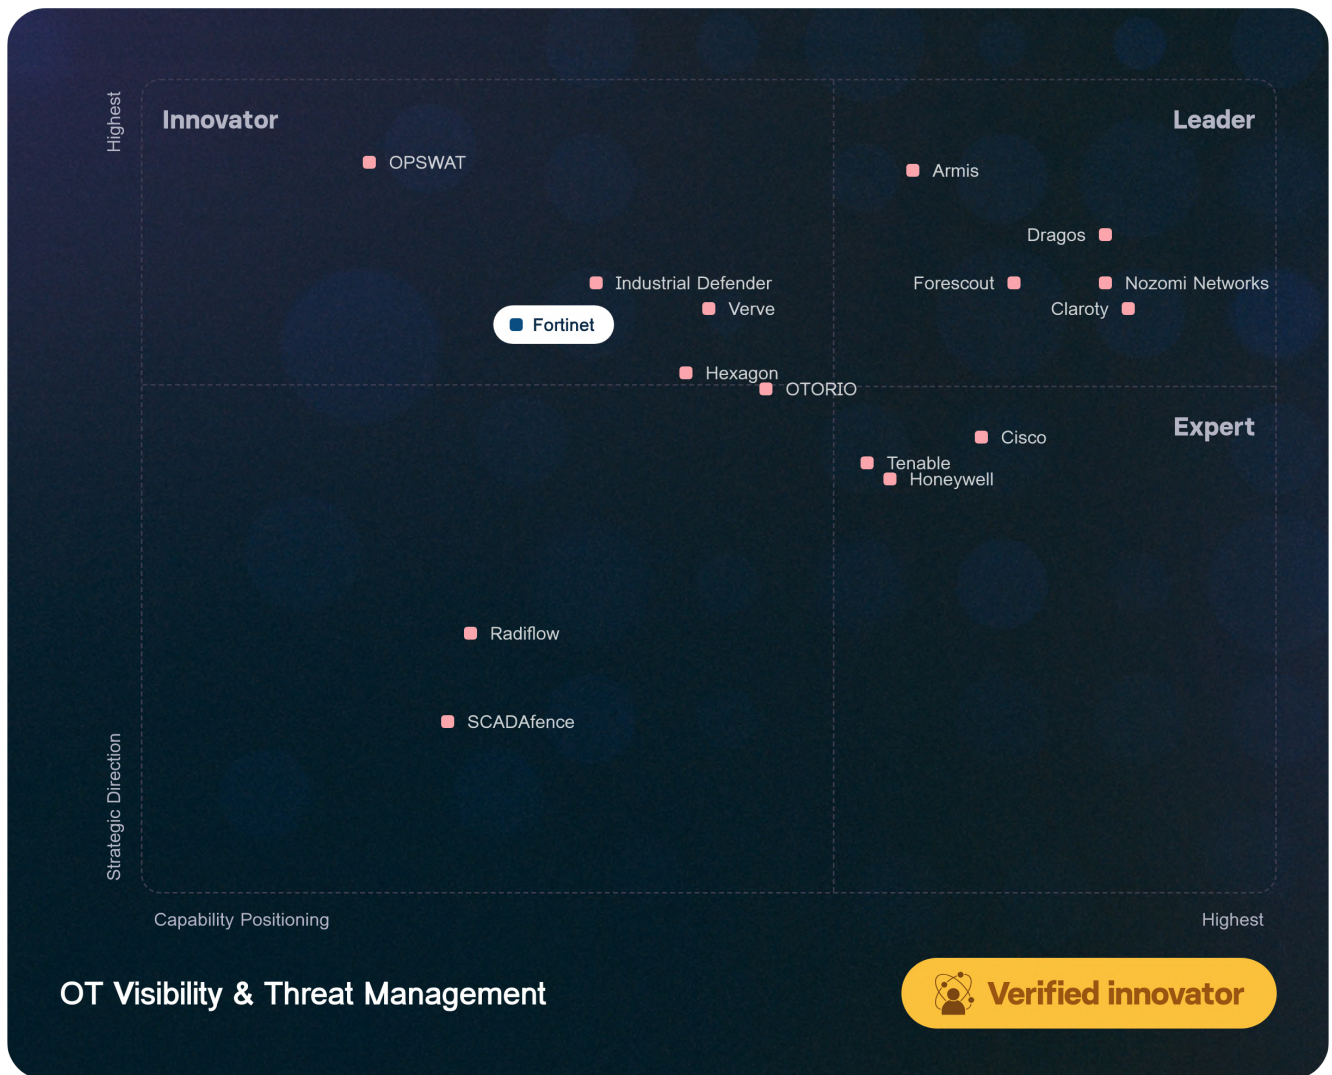 Highest
Innovator
Leader
OPSWAT
Armis
Dragos
Industrial Defender
Forescout
Nozomi Networks
Verve
Claroty
Fortinet
Hexagon
OTORIO
Expert
Cisco
Tenable
Honeywell
Radiflow
SCADAfence
Strategic Direction
Capability Positioning
Highest
OT Visibility & Threat Management
Verified innovator